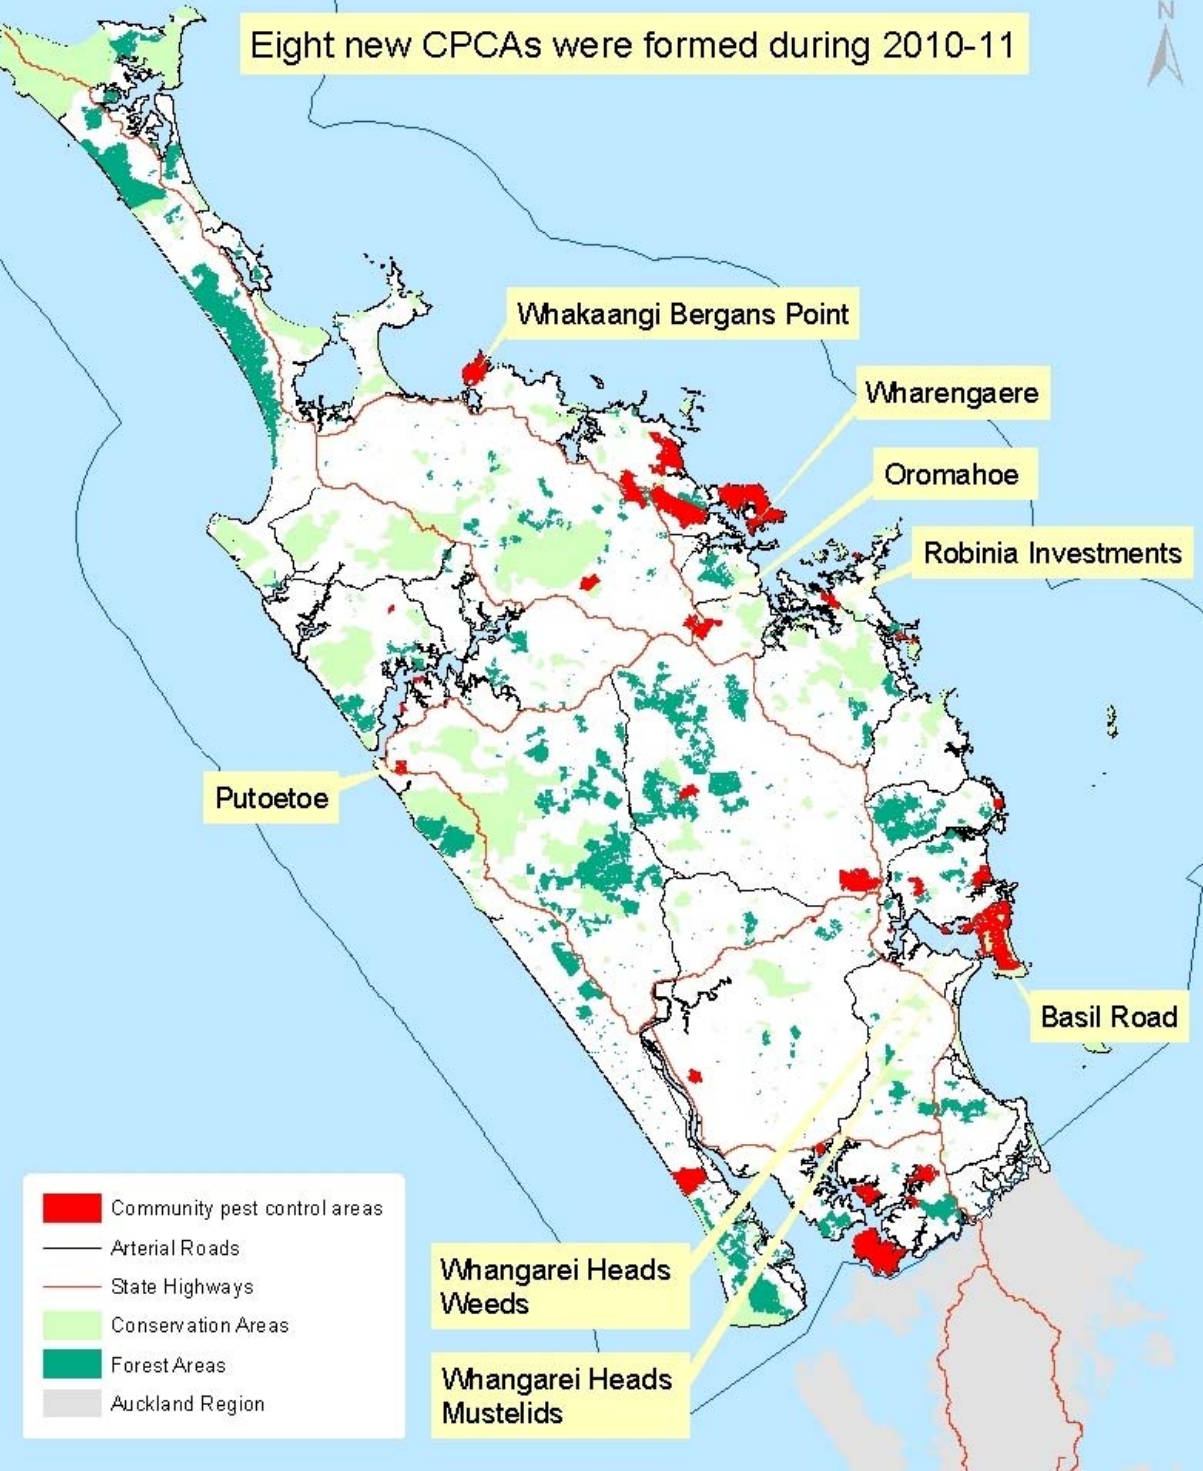 Eight new CPCAs were formed during 2010-11
N
Whakaangi Bergans Point
Wharengaere
Oromahoe
Robinia Investments
Putoetoe
Basil Road
Whangarei Heads
Weeds
Whangarei Heads
Mustelids
Community pest control areas
Arterial Roads
State Highways
Conservation Areas
Forest Areas
Auckland Region